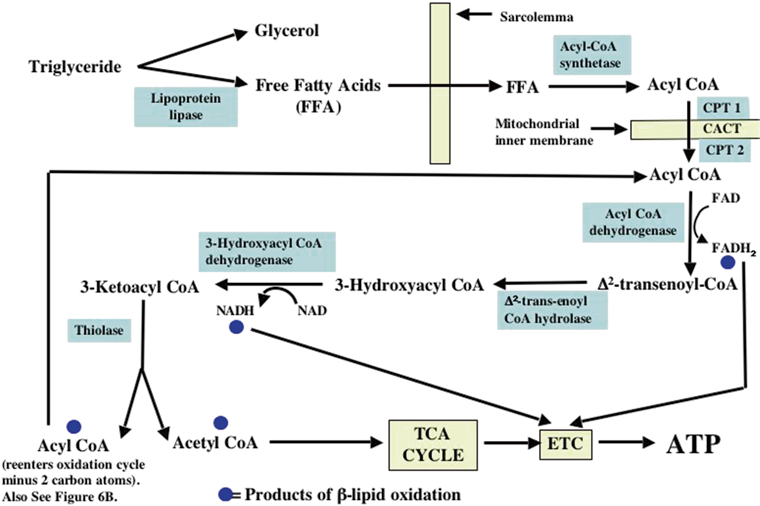 Sarcolemma
Glycerol
Triglyceride
Lipoprotein
lipase
Free Fatty Acids
(FFA)
FFA
Acyl-CoA
synthetase
Acyl CoA
CPT 1
CACT
CPT 2
Mitochondrial
inner membrane
Acyl CoA
FAD
Acyl CoA
dehydrogenase
FADH₂
Δ²-transenoyl-CoA
Δ²-trans-enoyl
CoA hydrolase
3-Hydroxyacyl CoA
3-Hydroxyacyl CoA
dehydrogenase
NADH
NAD
3-Ketoacyl CoA
Thiolase
Acyl CoA
(reenters oxidation cycle
minus 2 carbon atoms).
Also See Figure 6B.
Acetyl CoA
TCA
CYCLE
ETC
ATP
= Products of β-lipid oxidation